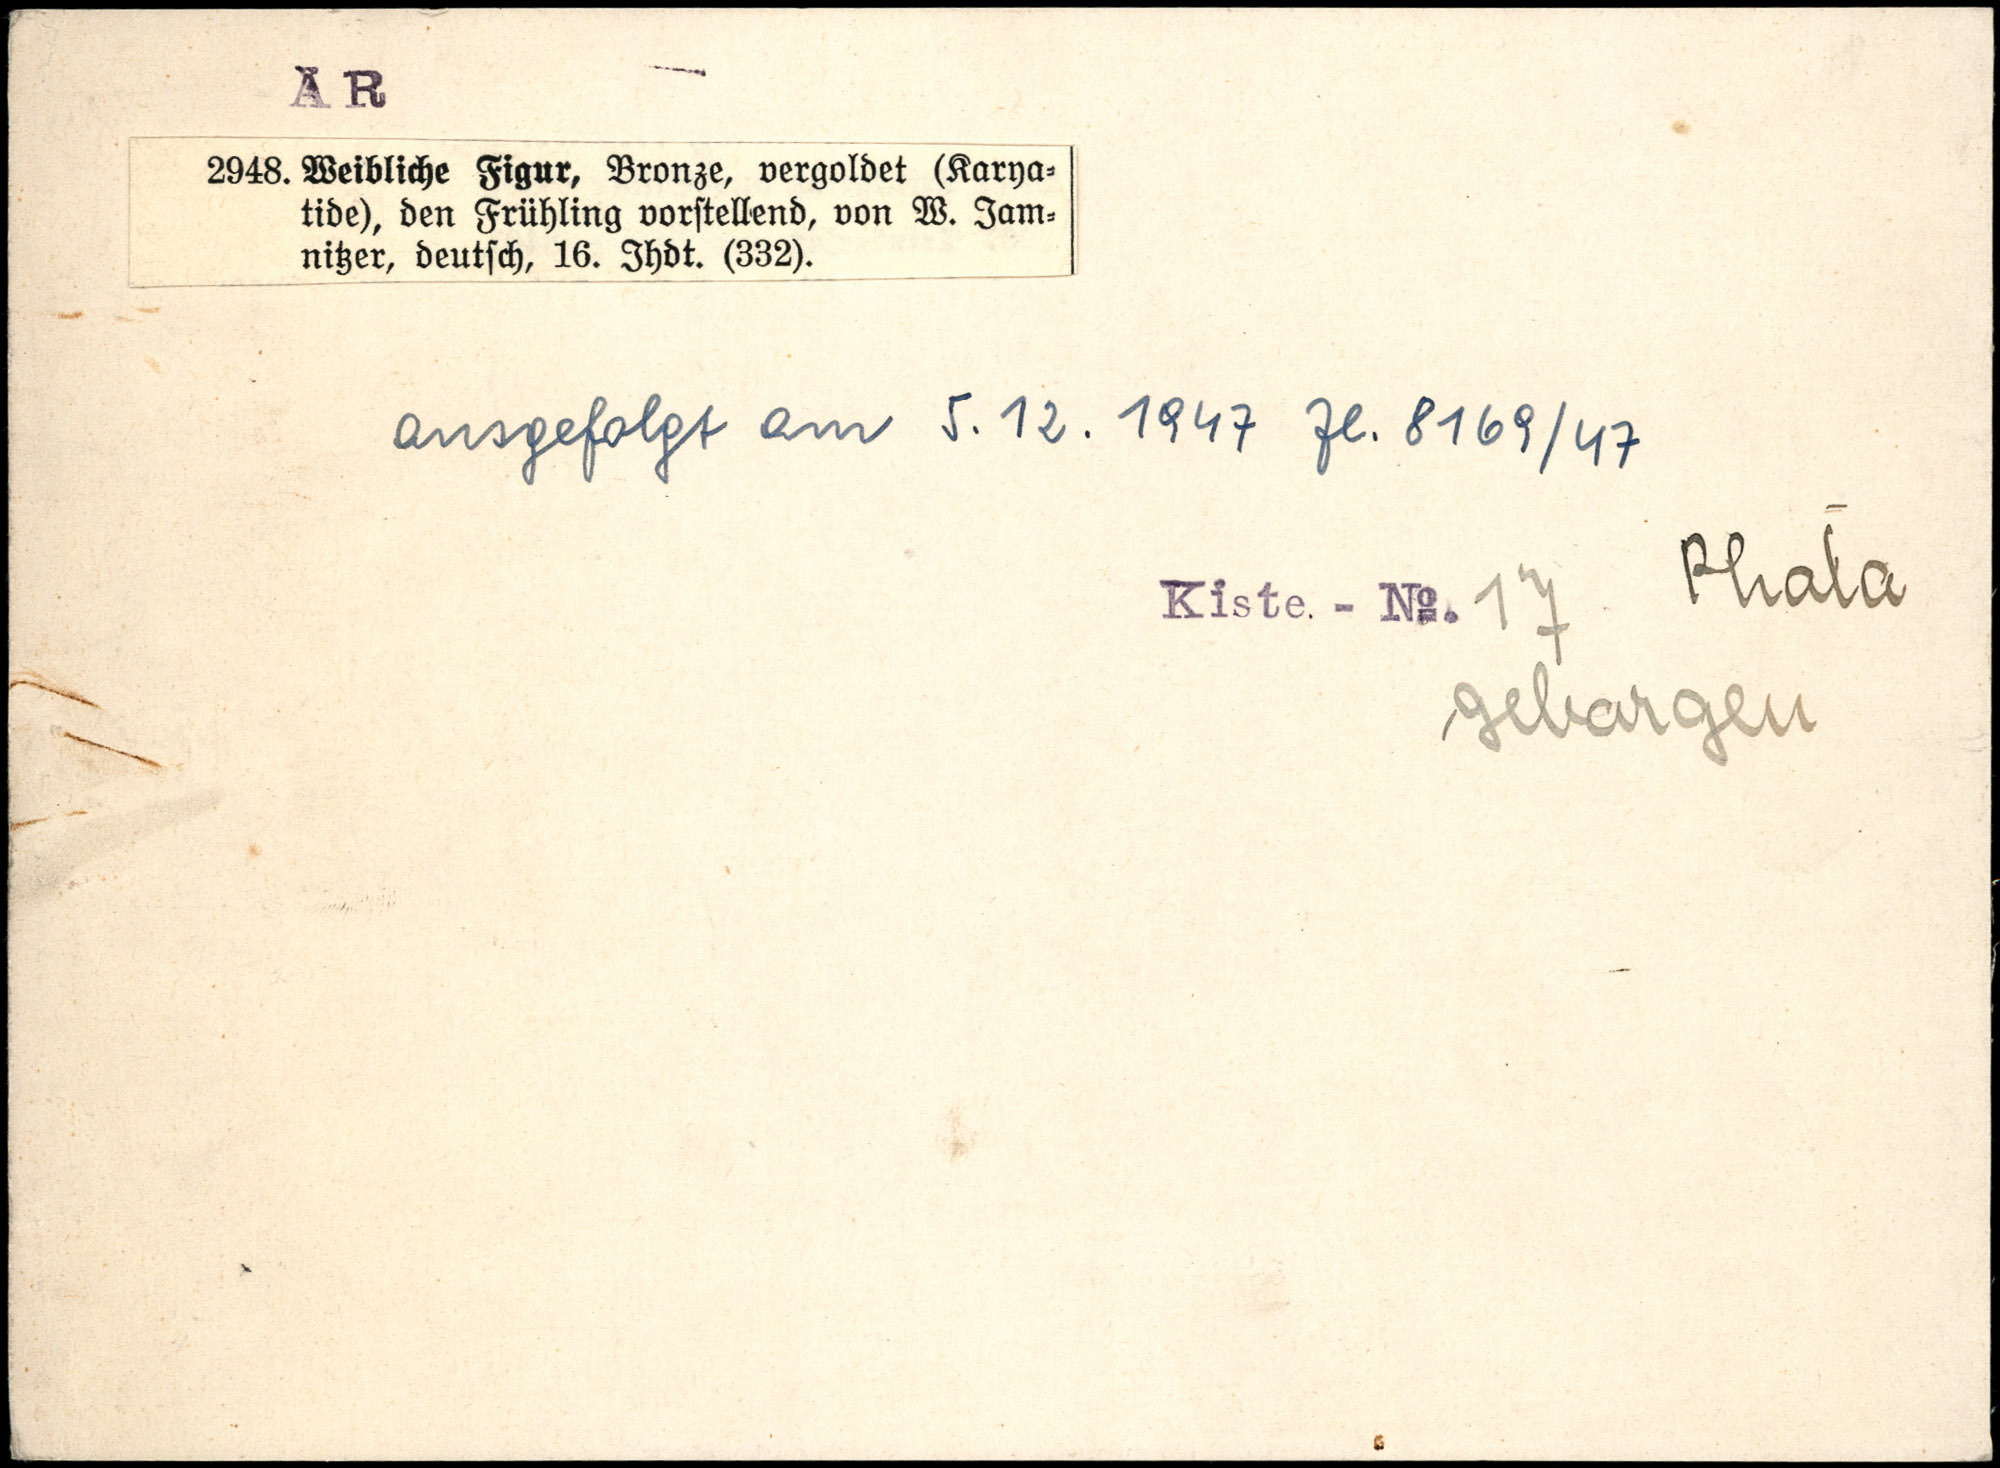 AR
2948. Weibliche Figur, Bronze, vergoldet (Karya-
tide), den Frühling vorstellend, von W. Jam-
nitzer, deutsch, 16. Jhdt. (332).
ausgefolgt am 5. 12. 1947 Zl. 8169/47
Photo
Kiste. - No. 17
geborgen